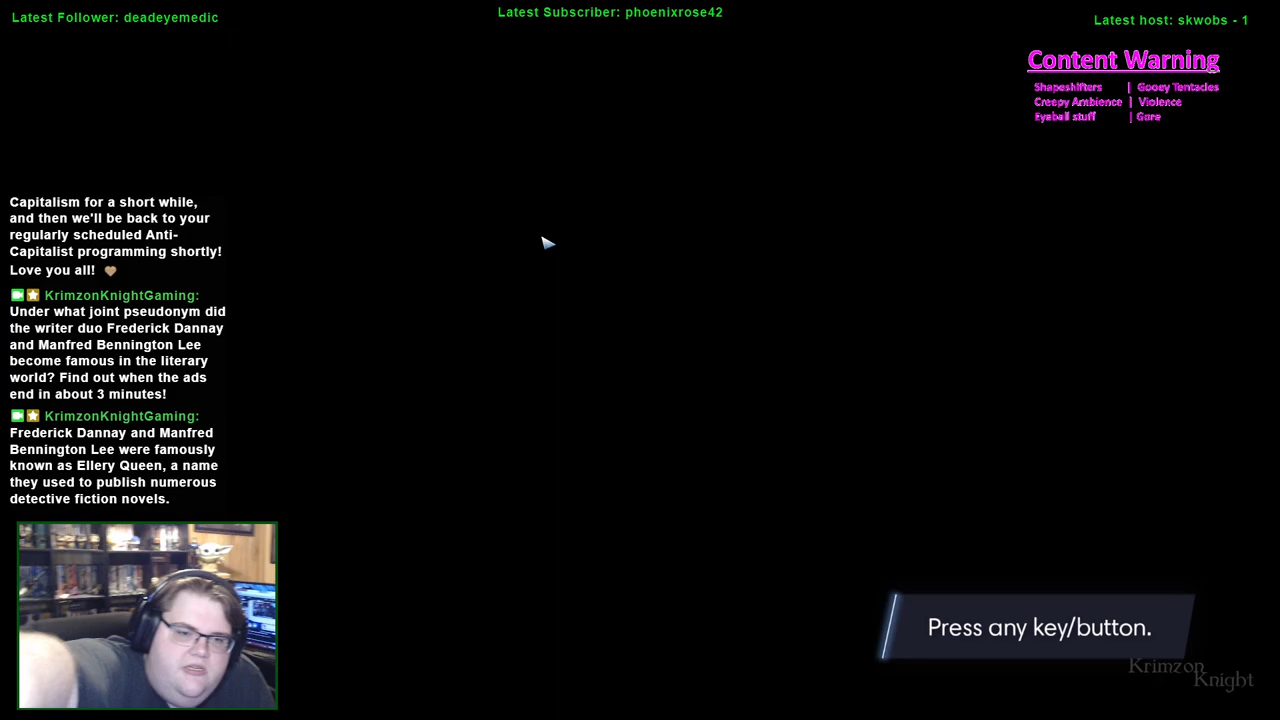 Latest Follower: deadeyemedic
Latest Subscriber: phoenixrose42
Latest host: skwobs - 1
Content Warning
Shapeshifters | Gooey Tentacles
Creepy Ambience | Violence
Eyeball stuff | Gore
Capitalism for a short while,
and then we'll be back to your
regularly scheduled Anti-
Capitalist programming shortly!
Love you all! 🤎
KrimzonKnightGaming:
Under what joint pseudonym did
the writer duo Frederick Dannay
and Manfred Bennington Lee
become famous in the literary
world? Find out when the ads
end in about 3 minutes!
KrimzonKnightGaming:
Frederick Dannay and Manfred
Bennington Lee were famously
known as Ellery Queen, a name
they used to publish numerous
detective fiction novels.
Press any key/button.
Krimzon
Knight